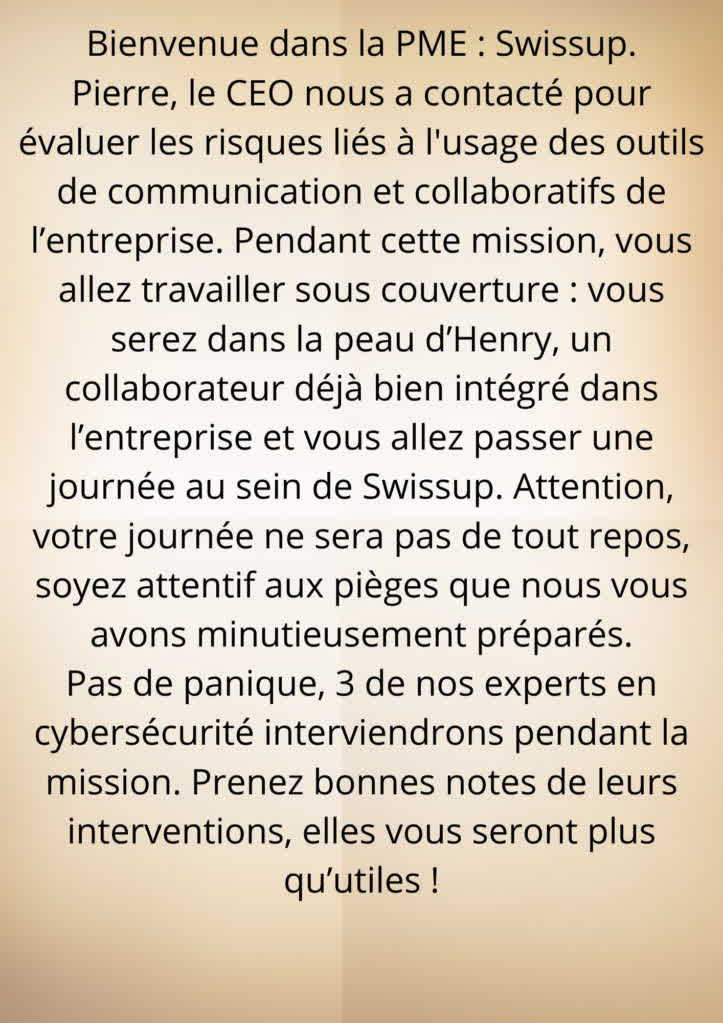 Bienvenue dans la PME : Swissup.
Pierre, le CEO nous a contacté pour
évaluer les risques liés à l'usage des outils
de communication et collaboratifs de
l’entreprise. Pendant cette mission, vous
allez travailler sous couverture : vous
serez dans la peau d’Henry, un
collaborateur déjà bien intégré dans
l’entreprise et vous allez passer une
journée au sein de Swissup. Attention,
votre journée ne sera pas de tout repos,
soyez attentif aux pièges que nous vous
avons minutieusement préparés.
Pas de panique, 3 de nos experts en
cybersécurité interviendrons pendant la
mission. Prenez bonnes notes de leurs
interventions, elles vous seront plus
qu’utiles !